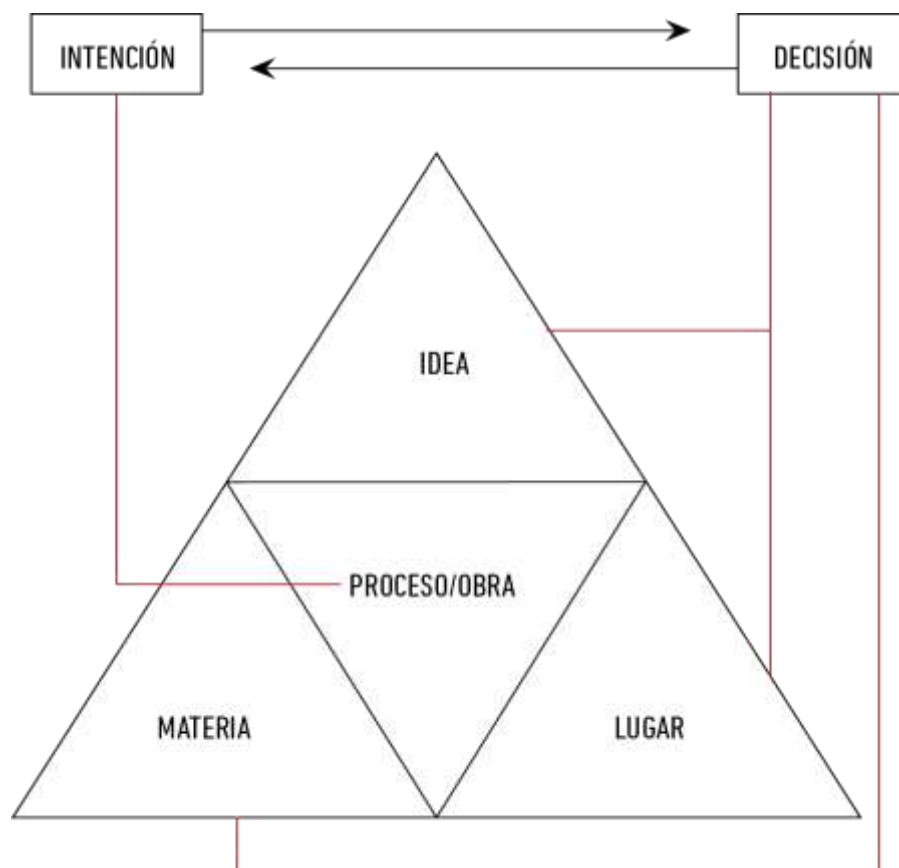 INTENCIÓN
DECISIÓN
IDEA
PROCESO/OBRA
MATERIA
LUGAR